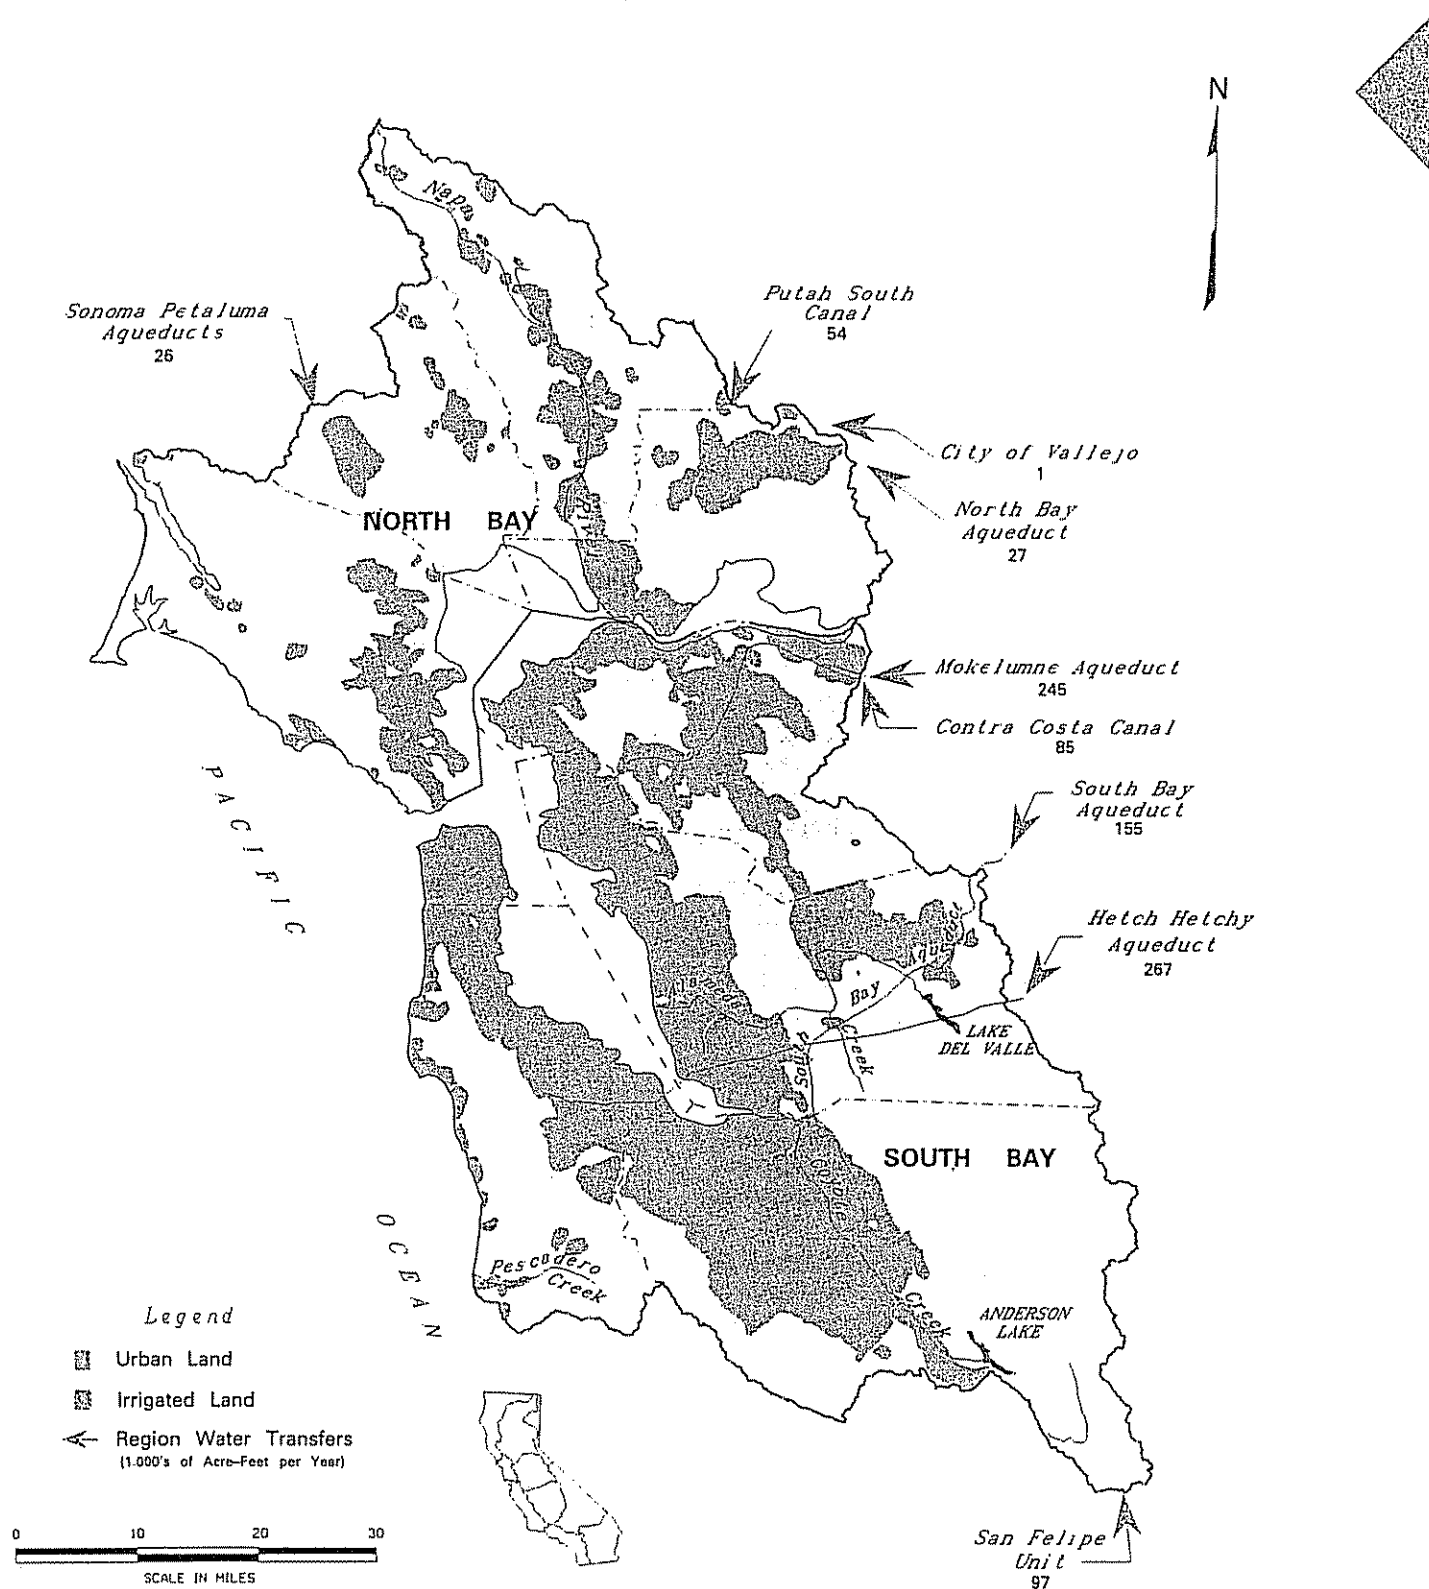 N
Napa
Putah South
Canal
54
Sonoma Petaluma
Aqueducts
26
City of Vallejo
1
North Bay
Aqueduct
27
NORTH BAY
River
Mokelumne Aqueduct
245
Contra Costa Canal
85
South Bay
Aqueduct
155
PACIFIC
Hetch Hetchy
Aqueduct
267
Aqueduct
Bay
LAKE
DEL VALLE
Creek
SOUTH BAY
Coyote
OCEAN
Pescadero
Creek
Creek
ANDERSON
LAKE
Legend
Urban Land
Irrigated Land
Region Water Transfers
(1,000's of Acre-Feet per Year)
0 10 20 30
SCALE IN MILES
San Felipe
Unit
97